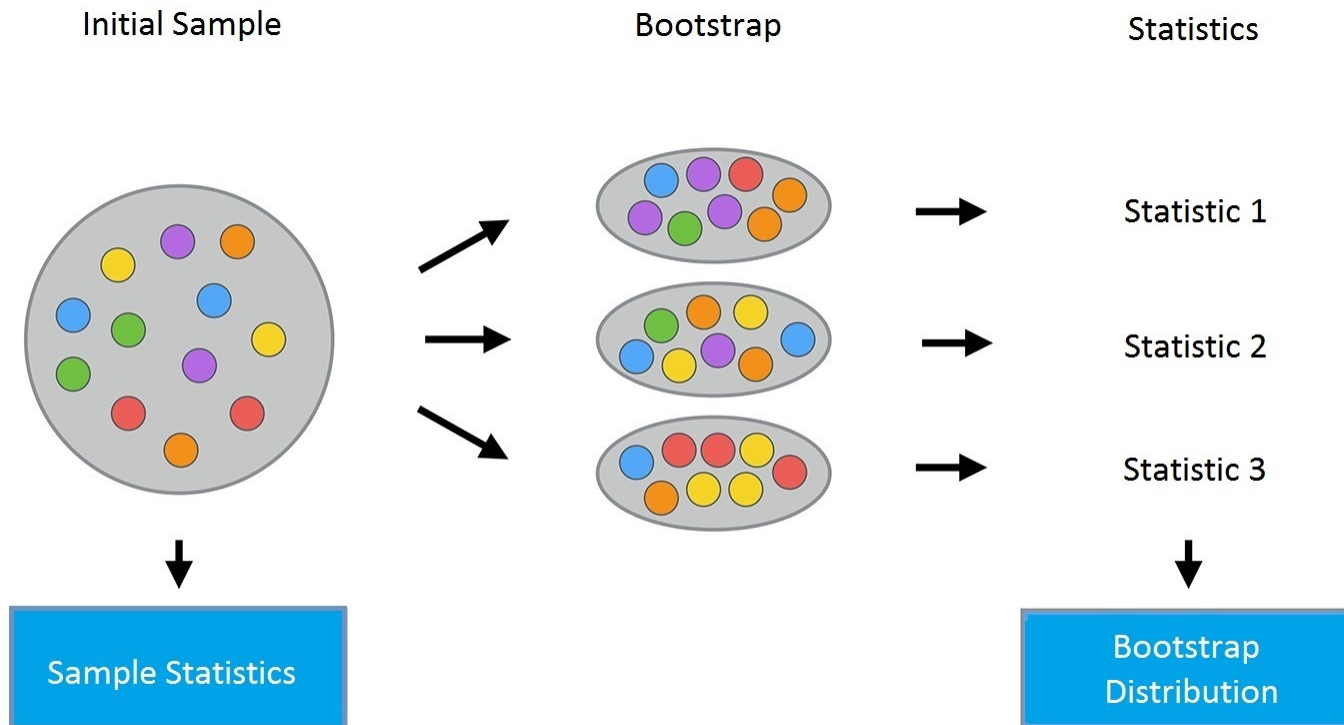 Initial Sample
Bootstrap
Statistics
Statistic 1
Statistic 2
Statistic 3
Sample Statistics
Bootstrap
Distribution